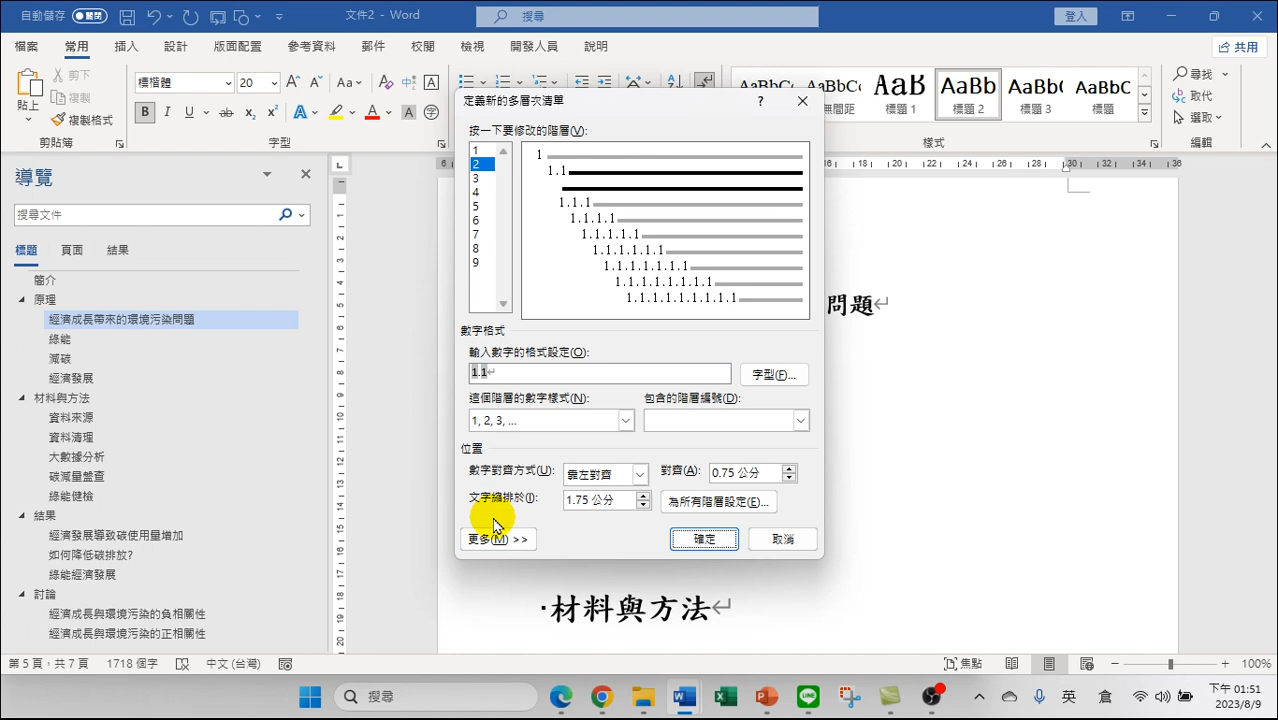 自動儲存 關閉 文件2 - Word 搜尋 登入
檔案 常用 插入 設計 版面配置 參考資料 郵件 校閱 檢視 開發人員 說明 共用
貼上 剪下 複製 複製格式
標楷體 20
AaBbC AaBbC AaB AaBb AaBbC AaBbC
無間距 標題 1 標題 2 標題 3 標題
尋找 取代 選取
剪貼簿 字型 樣式 編輯
定義新的多層次清單
按一下要修改的階層(V):
1
2
3
4
5
6
7
8
9
1
1.1
1.1.1
1.1.1.1
1.1.1.1.1
1.1.1.1.1.1
1.1.1.1.1.1.1
1.1.1.1.1.1.1.1
1.1.1.1.1.1.1.1.1
數字格式
輸入數字的格式設定(O):
1.1 字型(F)...
這個階層的數字樣式(N): 包含的階層編號(D):
1, 2, 3, ...
位置
數字對齊方式(U): 靠左對齊 對齊(A): 0.75 公分
文字縮排於(I): 1.75 公分 為所有階層設定(E)...
更多(M) >> 確定 取消
導覽
搜尋文件
標題 頁面 結果
簡介
原理
經濟成長帶來的環境污染問題
綠能
減碳
經濟發展
材料與方法
資料來源
資料清理
大數據分析
碳減量盤查
綠能健檢
結果
經濟發展導致碳使用量增加
如何降低碳排放?
綠能經濟發展
討論
經濟成長與環境污染的負相關性
經濟成長與環境污染的正相關性
問題
材料與方法
第 5 頁，共 7 頁 1718 個字 中文 (台灣) 焦點 100%
搜尋 英 下午 01:51
2023/8/9